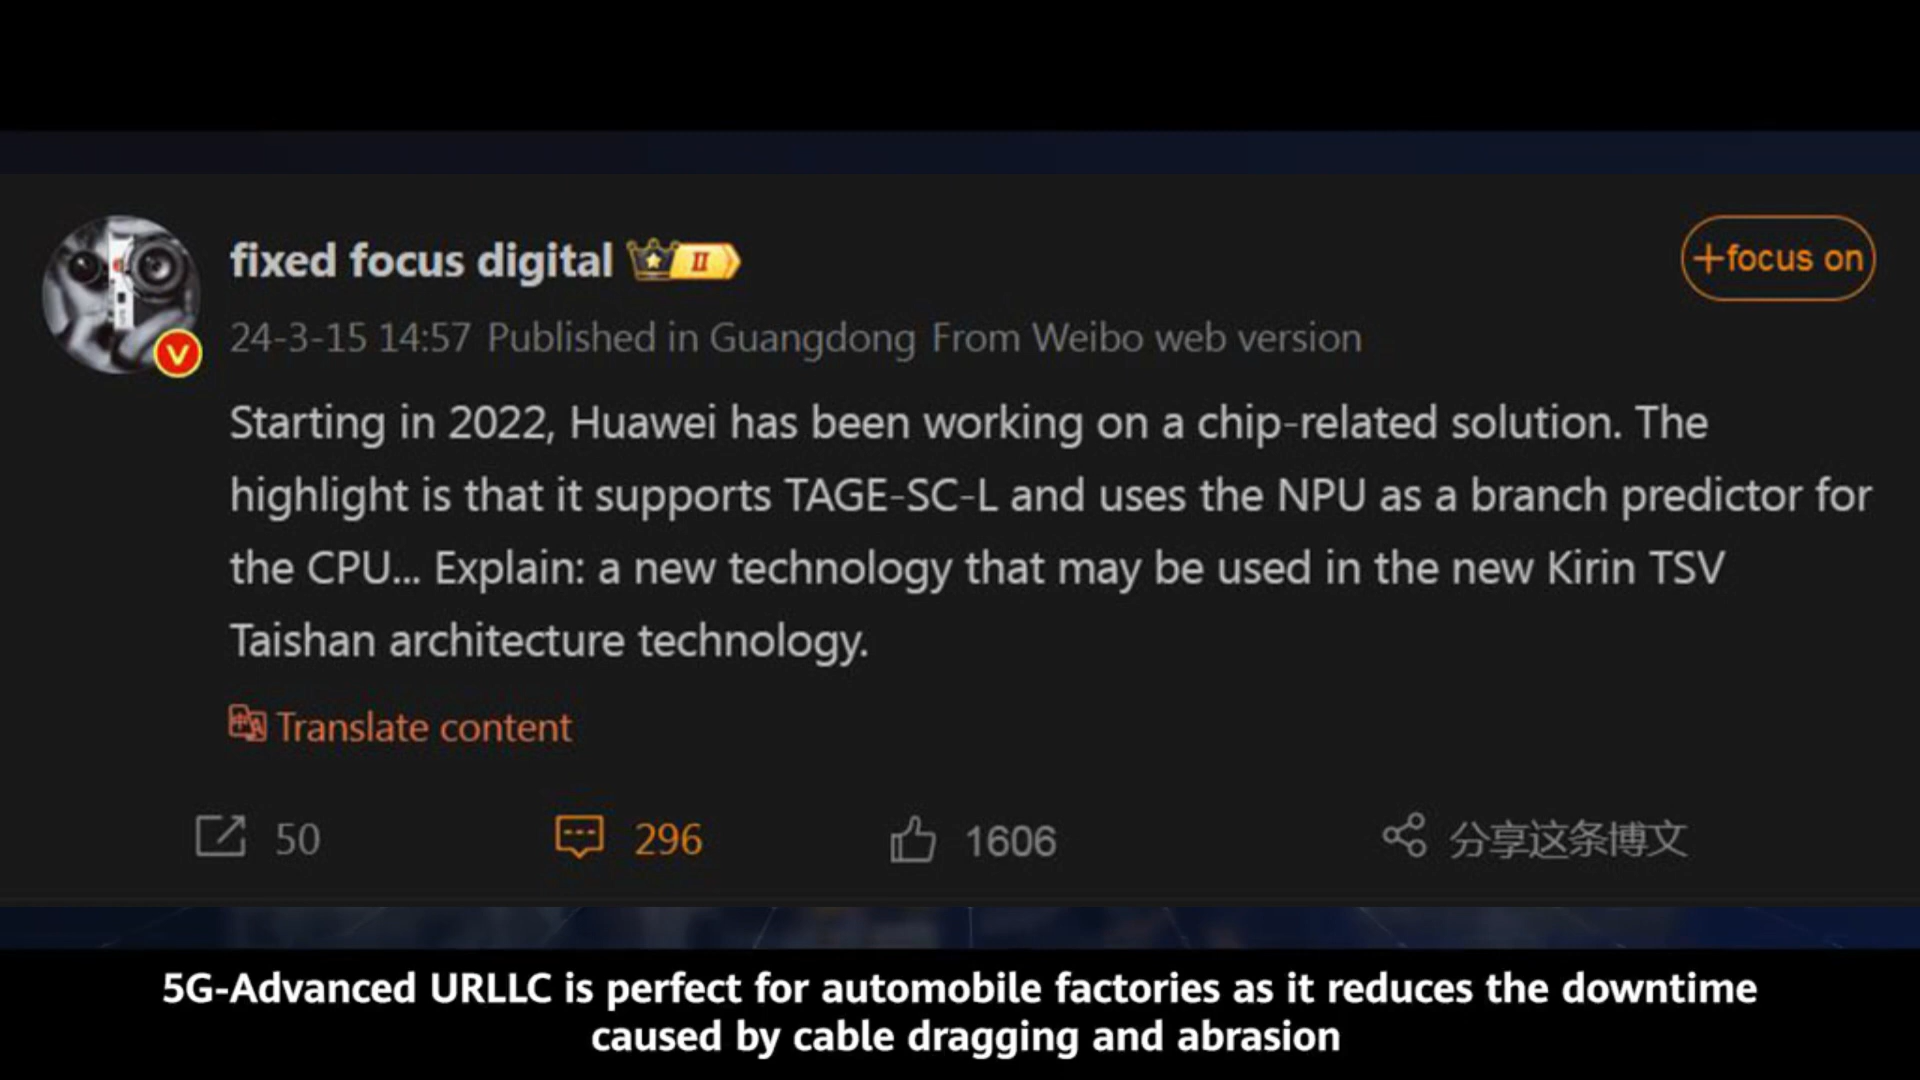 fixed focus digital II
+focus on
24-3-15 14:57 Published in Guangdong From Weibo web version
Starting in 2022, Huawei has been working on a chip-related solution. The
highlight is that it supports TAGE-SC-L and uses the NPU as a branch predictor for
the CPU... Explain: a new technology that may be used in the new Kirin TSV
Taishan architecture technology.
Translate content
50 296 1606 分享这条博文
5G-Advanced URLLC is perfect for automobile factories as it reduces the downtime
caused by cable dragging and abrasion